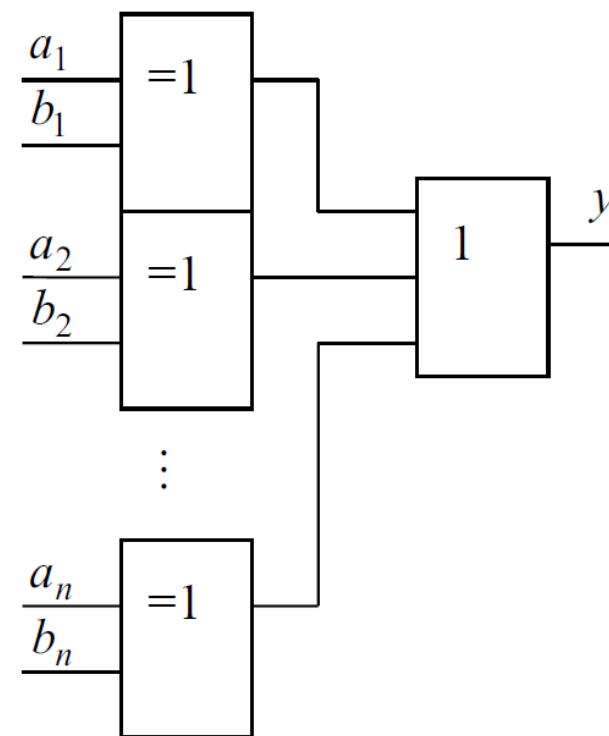 a₁
=1
b₁
y
1
a₂
=1
b₂
⋮
aₙ
=1
bₙ